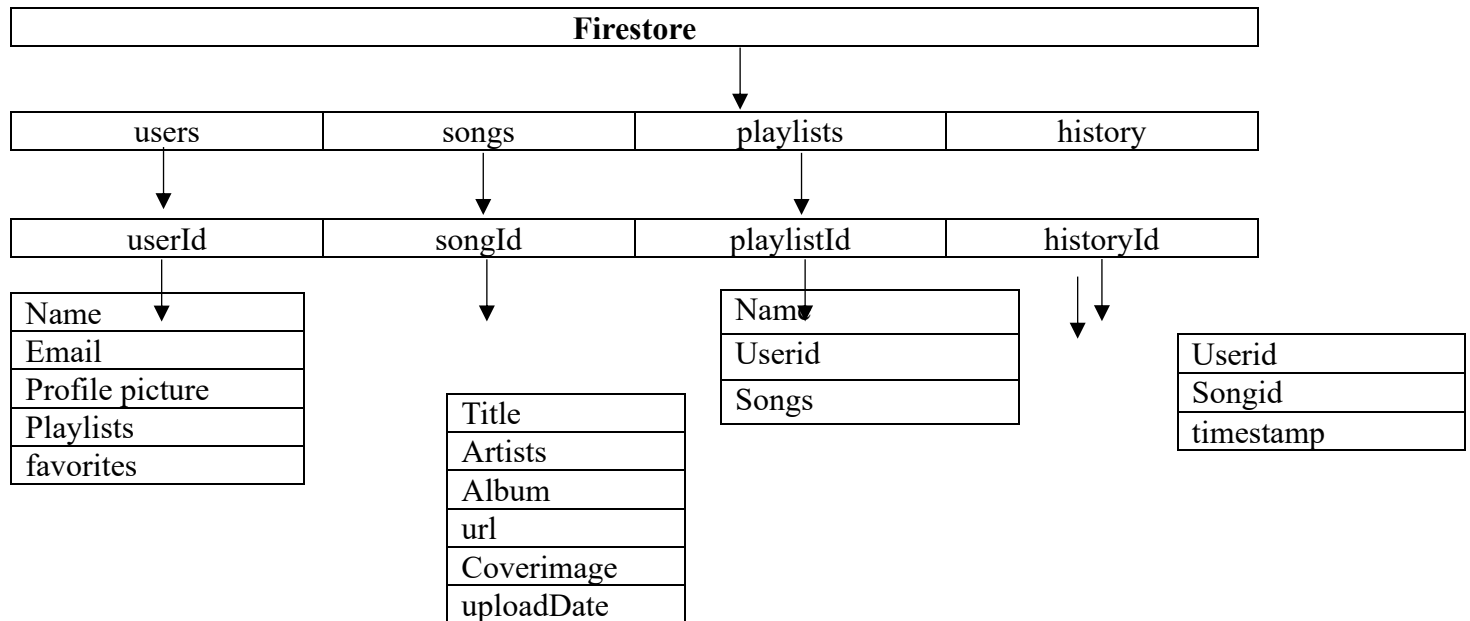 Firestore
users songs playlists history
userId songId playlistId historyId
Name
Email
Profile picture
Playlists
favorites
Title
Artists
Album
url
Coverimage
uploadDate
Name
Userid
Songs
Userid
Songid
timestamp